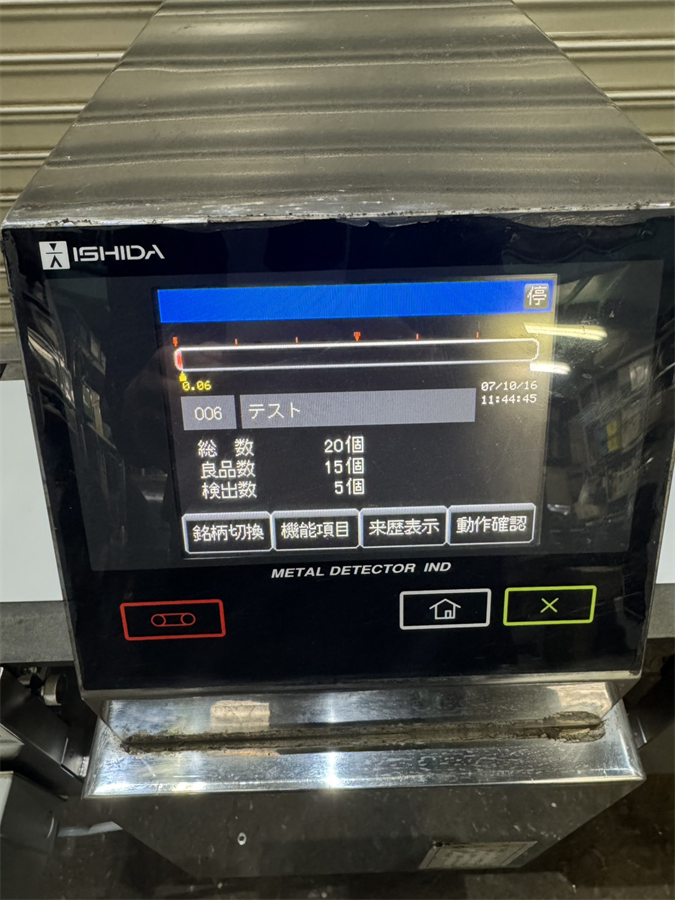 ISHIDA
停
0.06
07/10/16
11:44:45
006 テスト
総 数 20個
良品数 15個
検出数 5個
銘柄切換 機能項目 来歴表示 動作確認
METAL DETECTOR IND